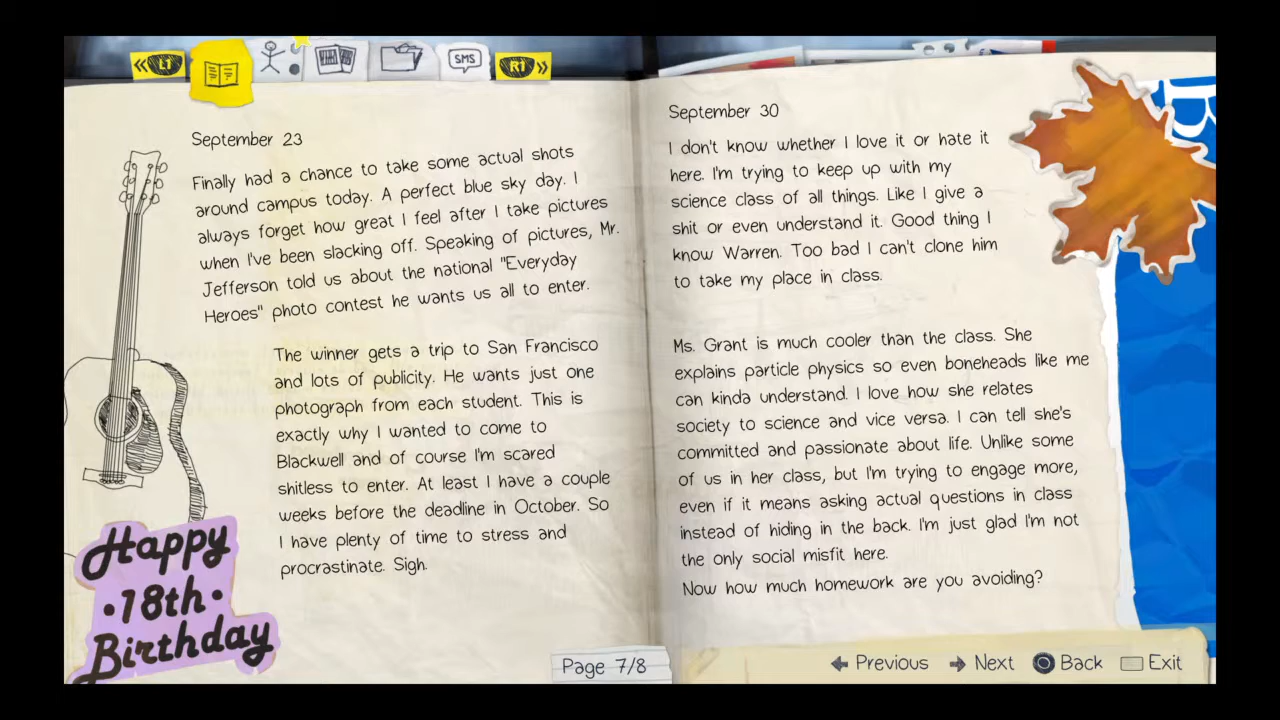 L1
SMS
R1
September 23
Finally had a chance to take some actual shots
around campus today. A perfect blue sky day. I
always forget how great I feel after I take pictures
when I've been slacking off. Speaking of pictures, Mr.
Jefferson told us about the national "Everyday
Heroes" photo contest he wants us all to enter.
The winner gets a trip to San Francisco
and lots of publicity. He wants just one
photograph from each student. This is
exactly why I wanted to come to
Blackwell and of course I'm scared
shitless to enter. At least I have a couple
weeks before the deadline in October. So
I have plenty of time to stress and
procrastinate. Sigh.
Happy
•18th•
Birthday
September 30
I don't know whether I love it or hate it
here. I'm trying to keep up with my
science class of all things. Like I give a
shit or even understand it. Good thing I
know Warren. Too bad I can't clone him
to take my place in class.
Ms. Grant is much cooler than the class. She
explains particle physics so even boneheads like me
can kinda understand. I love how she relates
society to science and vice versa. I can tell she's
committed and passionate about life. Unlike some
of us in her class, but I'm trying to engage more,
even if it means asking actual questions in class
instead of hiding in the back. I'm just glad I'm not
the only social misfit here.
Now how much homework are you avoiding?
Page 7/8
Previous Next Back Exit